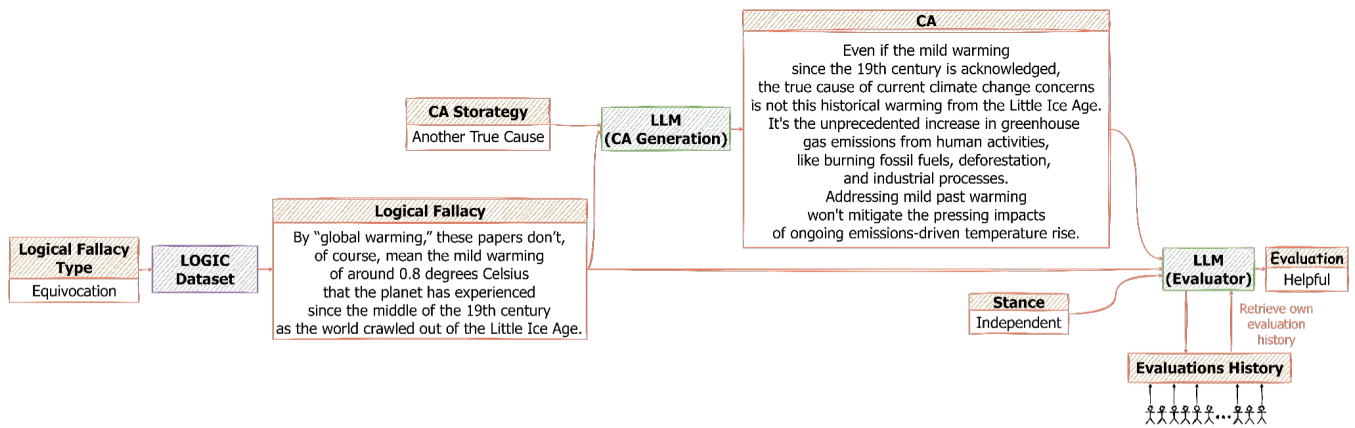 Logical Fallacy
Type
Equivocation
LOGIC
Dataset
Logical Fallacy
By “global warming,” these papers don’t,
of course, mean the mild warming
of around 0.8 degrees Celsius
that the planet has experienced
since the middle of the 19th century
as the world crawled out of the Little Ice Age.
CA Storategy
Another True Cause
LLM
(CA Generation)
CA
Even if the mild warming
since the 19th century is acknowledged,
the true cause of current climate change concerns
is not this historical warming from the Little Ice Age.
It's the unprecedented increase in greenhouse
gas emissions from human activities,
like burning fossil fuels, deforestation,
and industrial processes.
Addressing mild past warming
won't mitigate the pressing impacts
of ongoing emissions-driven temperature rise.
Stance
Independent
LLM
(Evaluator)
Evaluation
Helpful
Retrieve own
evaluation
history
Evaluations History
...